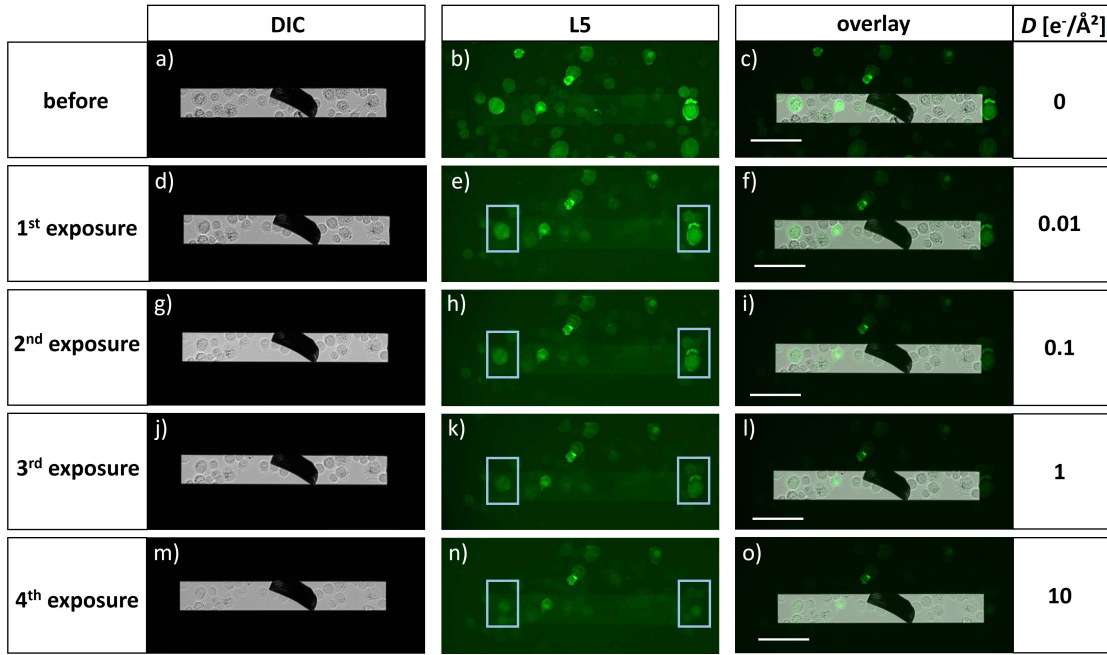 DIC L5 overlay D [e⁻/Å²]
before a) b) c) 0
1st exposure d) e) f) 0.01
2nd exposure g) h) i) 0.1
3rd exposure j) k) l) 1
4th exposure m) n) o) 10